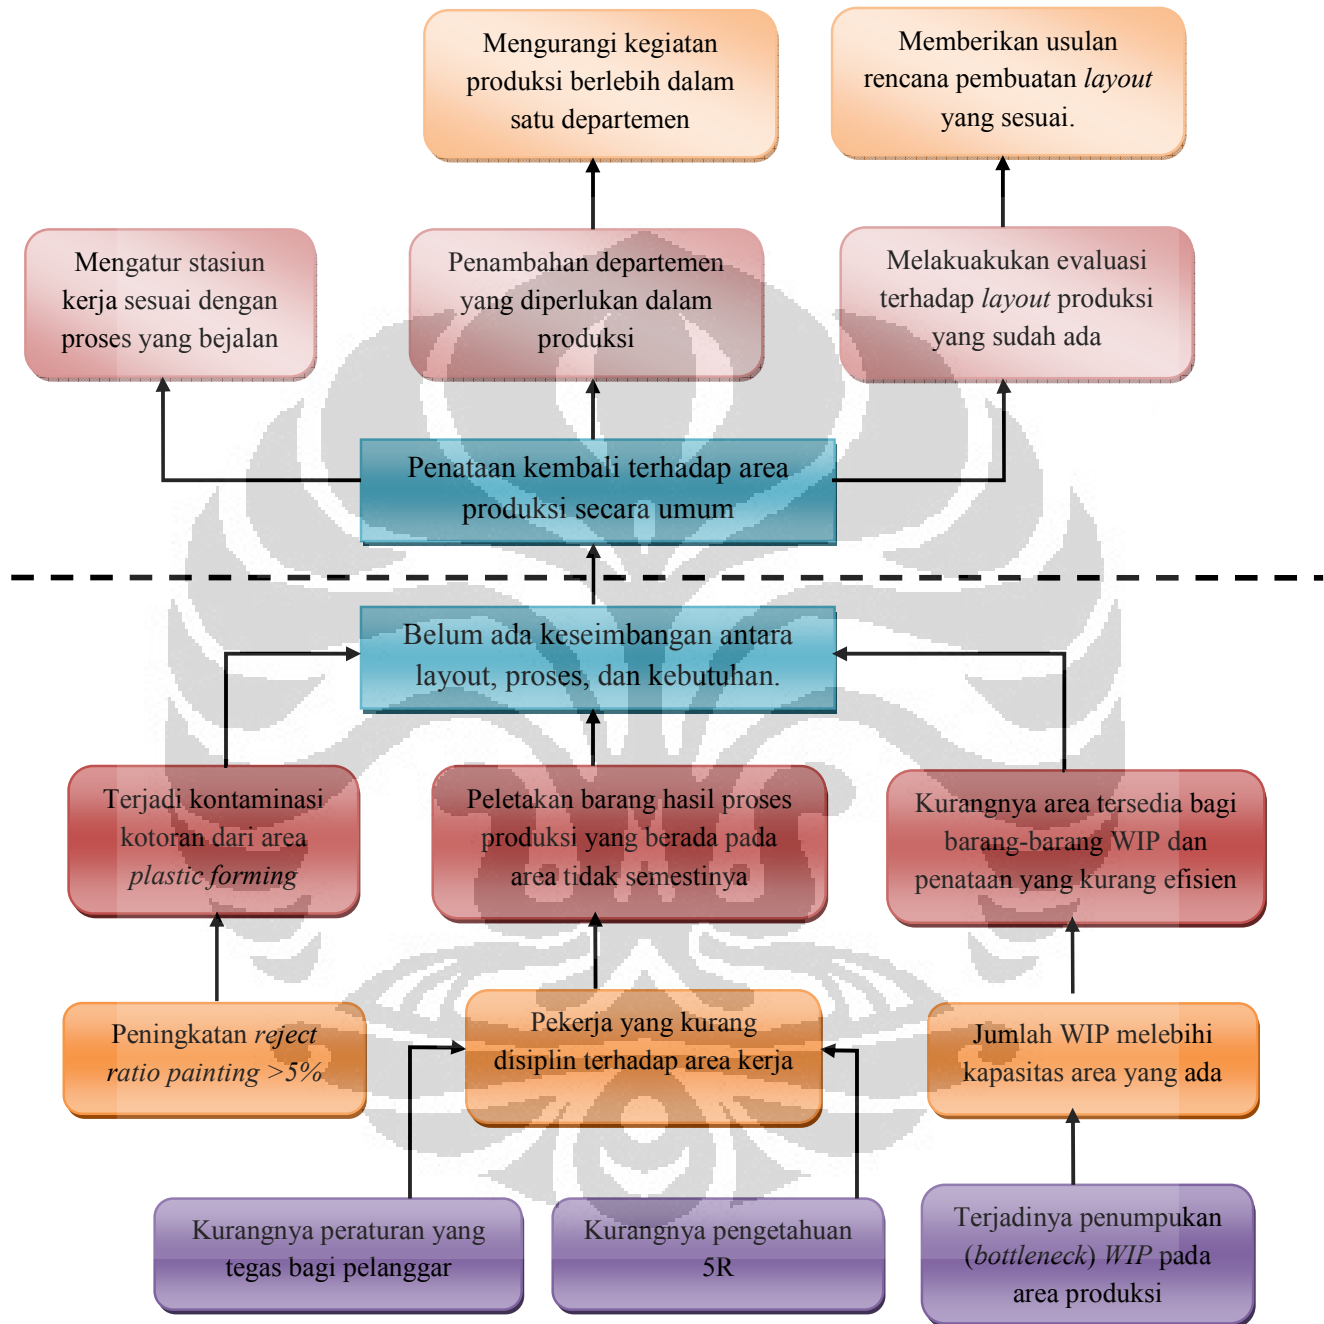 Mengurangi kegiatan
produksi berlebih dalam
satu departemen
Memberikan usulan
rencana pembuatan layout
yang sesuai.
Mengatur stasiun
kerja sesuai dengan
proses yang bejalan
Penambahan departemen
yang diperlukan dalam
produksi
Melakuakukan evaluasi
terhadap layout produksi
yang sudah ada
Penataan kembali terhadap area
produksi secara umum
Belum ada keseimbangan antara
layout, proses, dan kebutuhan.
Terjadi kontaminasi
kotoran dari area
plastic forming
Peletakan barang hasil proses
produksi yang berada pada
area tidak semestinya
Kurangnya area tersedia bagi
barang-barang WIP dan
penataan yang kurang efisien
Peningkatan reject
ratio painting >5%
Pekerja yang kurang
disiplin terhadap area kerja
Jumlah WIP melebihi
kapasitas area yang ada
Kurangnya peraturan yang
tegas bagi pelanggar
Kurangnya pengetahuan
5R
Terjadinya penumpukan
(bottleneck) WIP pada
area produksi